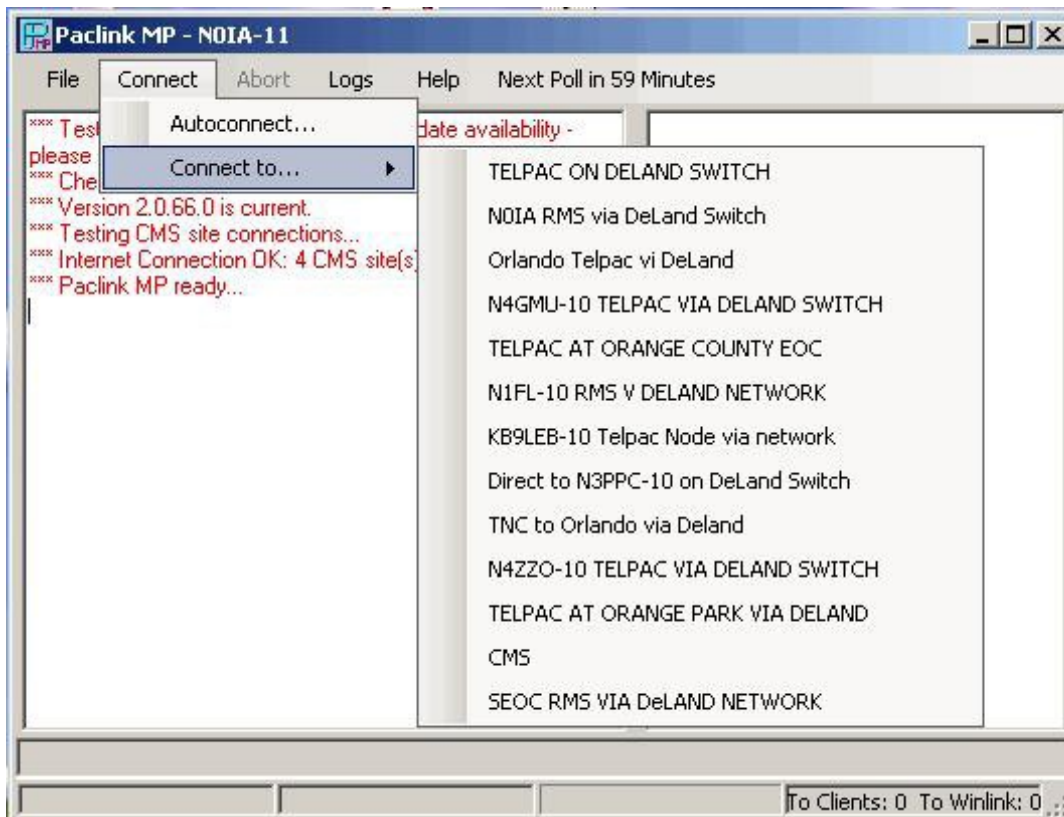 Paclink MP - N0IA-11
File Connect Abort Logs Help Next Poll in 59 Minutes
Autoconnect...
Connect to...
*** Test date availability -
please
*** Che
*** Version 2.0.66.0 is current.
*** Testing CMS site connections...
*** Internet Connection OK: 4 CMS site(s)
*** Paclink MP ready...
TELPAC ON DELAND SWITCH
N0IA RMS via DeLand Switch
Orlando Telpac vi DeLand
N4GMU-10 TELPAC VIA DELAND SWITCH
TELPAC AT ORANGE COUNTY EOC
N1FL-10 RMS V DELAND NETWORK
KB9LEB-10 Telpac Node via network
Direct to N3PPC-10 on DeLand Switch
TNC to Orlando via Deland
N4ZZO-10 TELPAC VIA DELAND SWITCH
TELPAC AT ORANGE PARK VIA DELAND
CMS
SEOC RMS VIA DeLAND NETWORK
To Clients: 0 To Winlink: 0